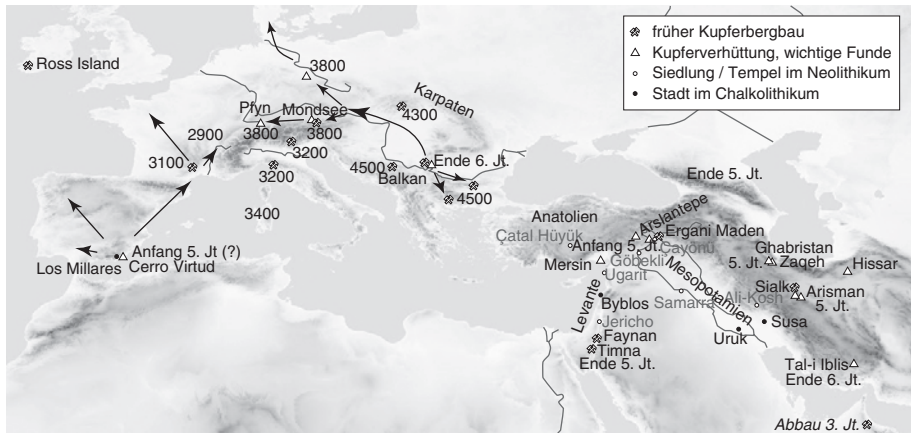 früher Kupferbergbau
Kupferverhüttung, wichtige Funde
Siedlung / Tempel im Neolithikum
Stadt im Chalkolithikum
Ross Island
3800
Karpaten
4300
Pfyn
Mondsee
3800
3800
2900
3100
3200
3200
3400
4500
Balkan
Ende 6. Jt.
4500
Ende 5. Jt.
Anatolien
Arslantepe
Ergani Maden
Çatal Hüyük
Anfang 5. Jt.
Çayönü
Göbekli
Mersin
Ugarit
Mesopotamien
Ghabristan
5. Jt.
Zaqeh
Hissar
Anfang 5. Jt (?)
Los Millares
Cerro Virtud
Levante
Byblos
Samarra
Ali-Kosh
Sialk
Arisman
5. Jt.
Jericho
Susa
Uruk
Faynan
Timna
Ende 5. Jt.
Tal-i Iblis
Ende 6. Jt.
Abbau 3. Jt.